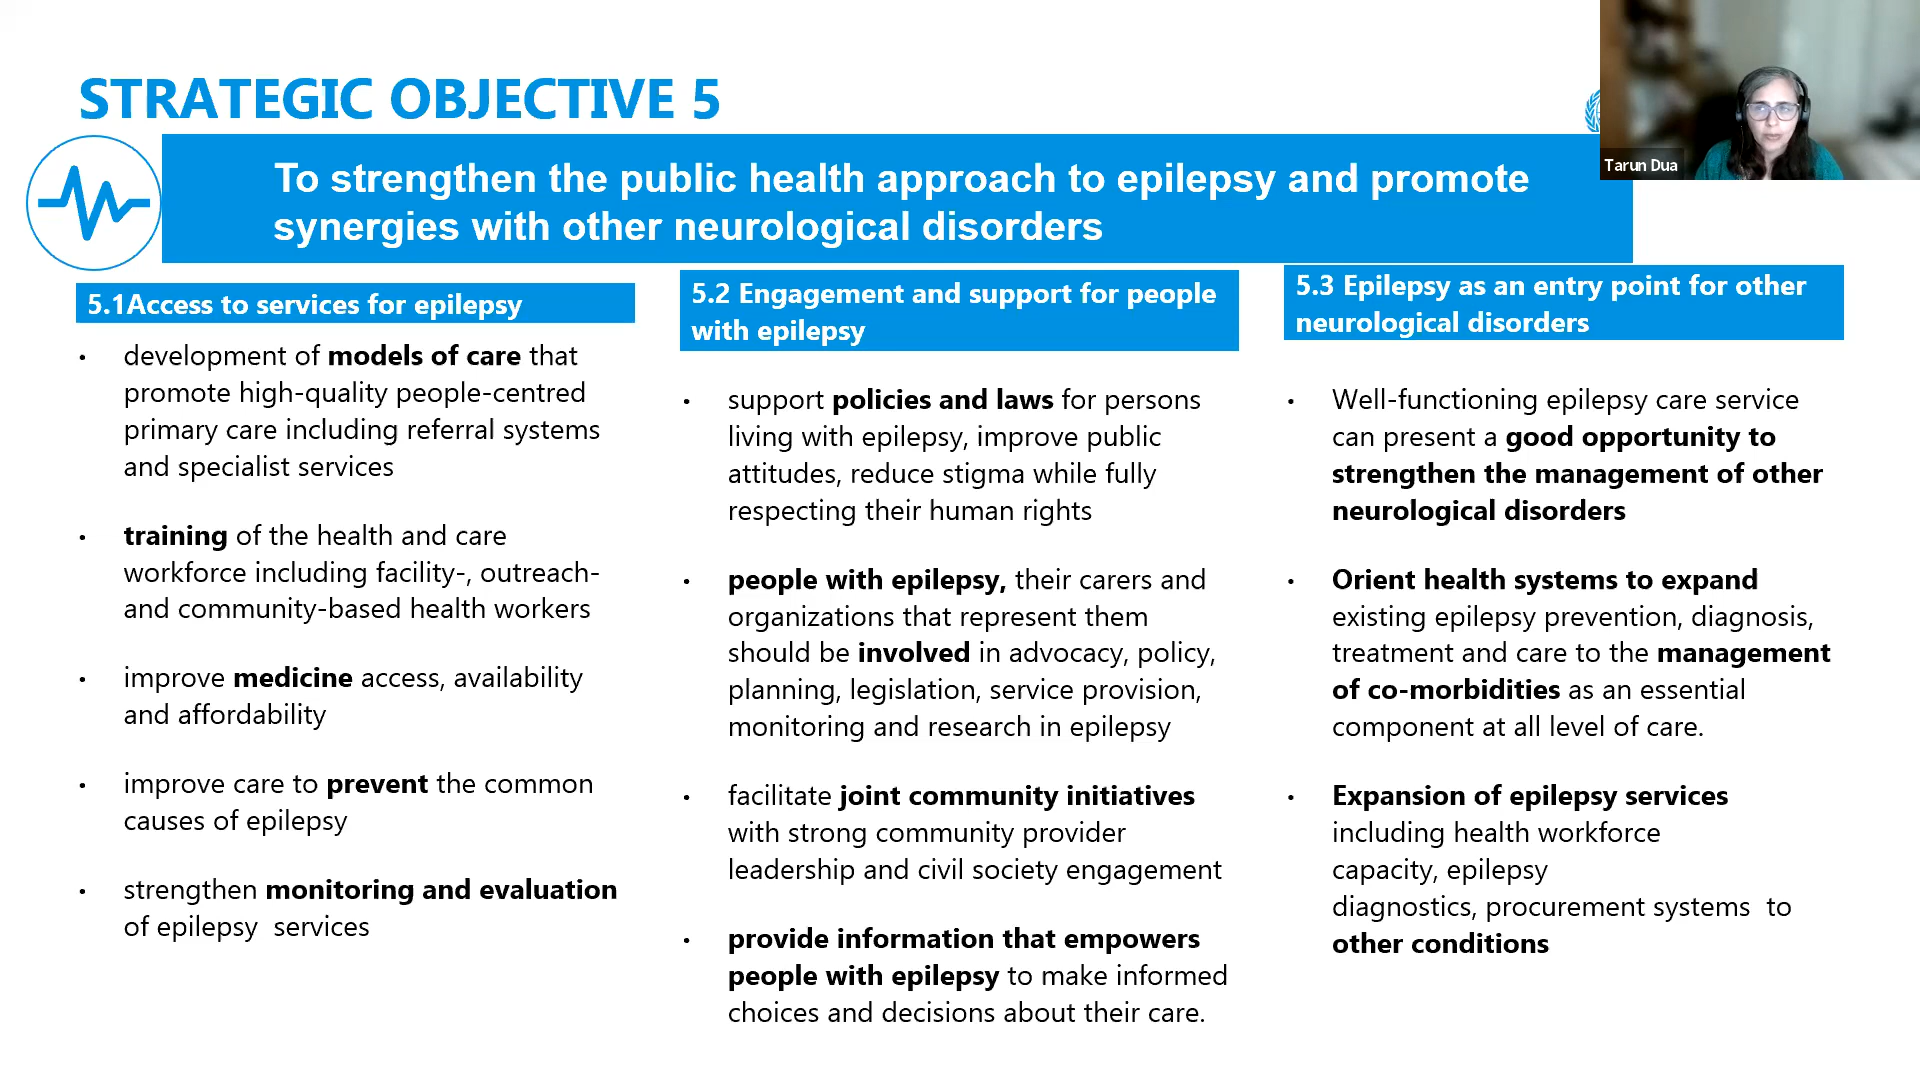 STRATEGIC OBJECTIVE 5
Tarun Dua
To strengthen the public health approach to epilepsy and promote
synergies with other neurological disorders
5.1Access to services for epilepsy
• development of models of care that
promote high-quality people-centred
primary care including referral systems
and specialist services
• training of the health and care
workforce including facility-, outreach-
and community-based health workers
• improve medicine access, availability
and affordability
• improve care to prevent the common
causes of epilepsy
• strengthen monitoring and evaluation
of epilepsy  services
5.2 Engagement and support for people
with epilepsy
• support policies and laws for persons
living with epilepsy, improve public
attitudes, reduce stigma while fully
respecting their human rights
• people with epilepsy, their carers and
organizations that represent them
should be involved in advocacy, policy,
planning, legislation, service provision,
monitoring and research in epilepsy
• facilitate joint community initiatives
with strong community provider
leadership and civil society engagement
• provide information that empowers
people with epilepsy to make informed
choices and decisions about their care.
5.3 Epilepsy as an entry point for other
neurological disorders
• Well-functioning epilepsy care service
can present a good opportunity to
strengthen the management of other
neurological disorders
• Orient health systems to expand
existing epilepsy prevention, diagnosis,
treatment and care to the management
of co-morbidities as an essential
component at all level of care.
• Expansion of epilepsy services
including health workforce
capacity, epilepsy
diagnostics, procurement systems  to
other conditions